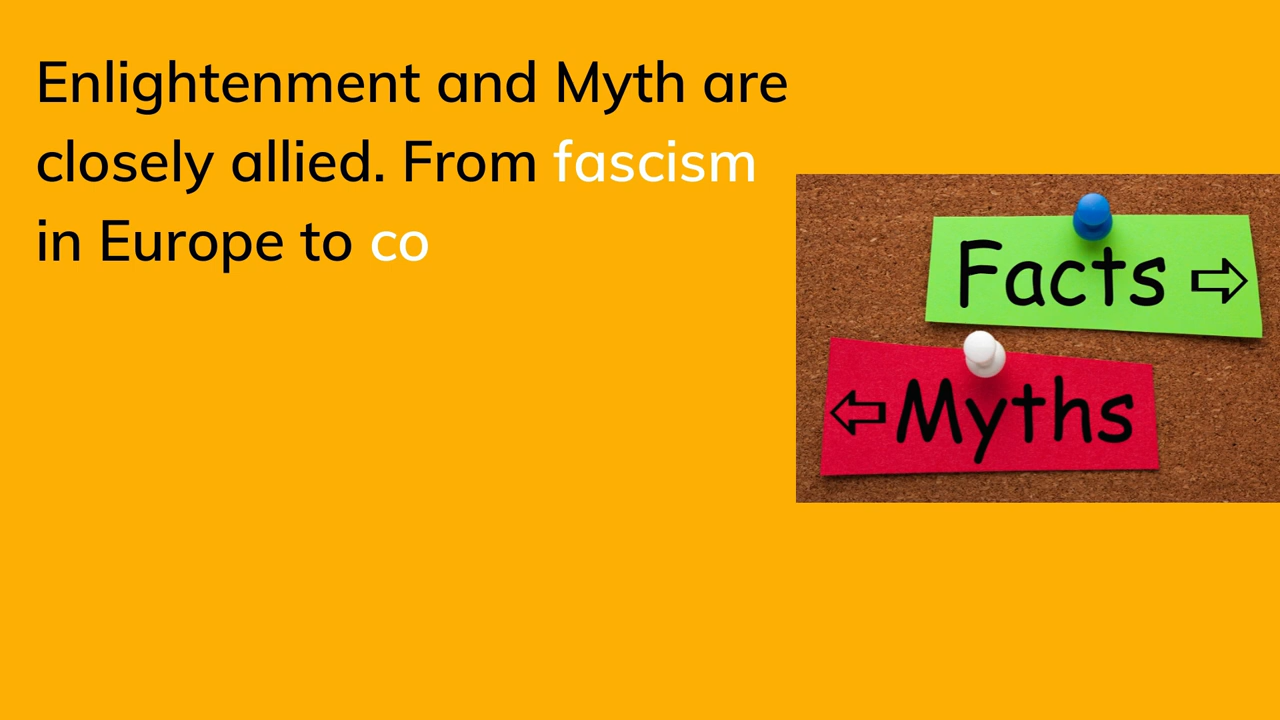 Enlightenment and Myth are
closely allied. From fascism
in Europe to co
Facts
Myths